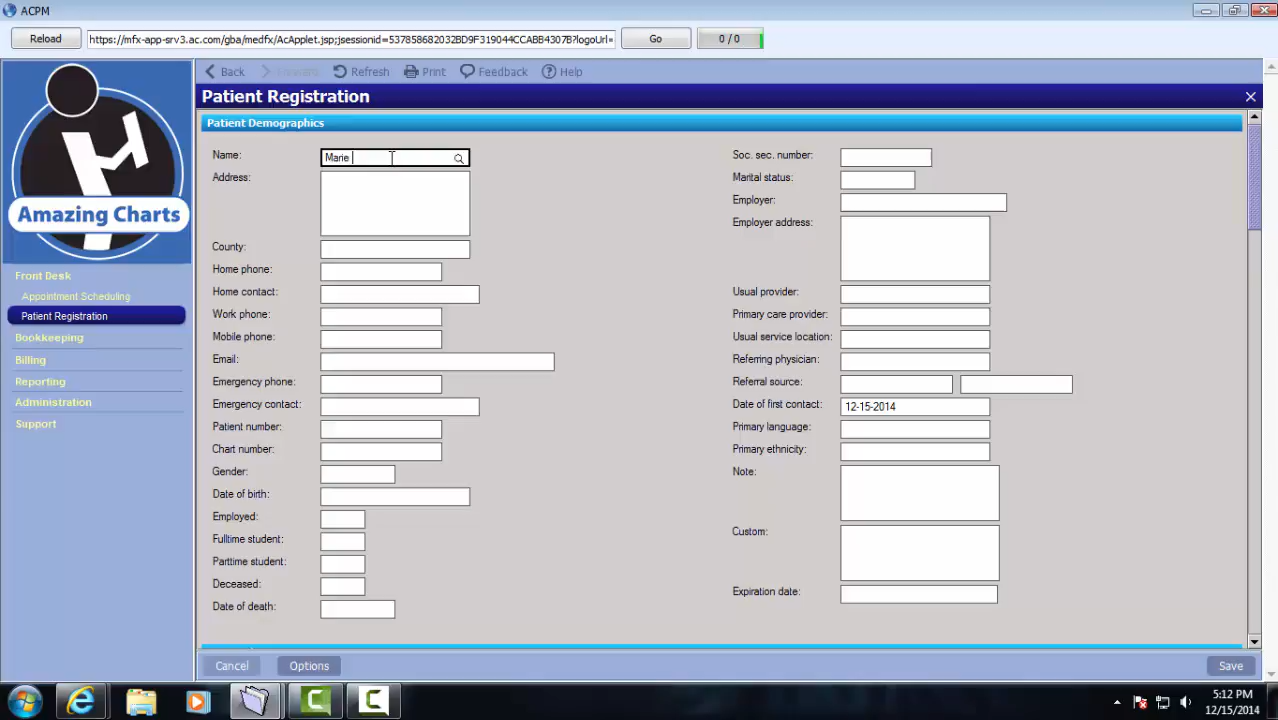 ACPM
Reload
https://mfx-app-srv3.ac.com/gba/medfx/AcApplet.jsp;jsessionid=537858682032BD9F319044CCABB4307B?logoUrl=
Go
0 / 0
Back
Forward
Refresh
Print
Feedback
Help
Patient Registration
Patient Demographics
Amazing Charts
Front Desk
Appointment Scheduling
Patient Registration
Bookkeeping
Billing
Reporting
Administration
Support
Name:
Marie
Address:
County:
Home phone:
Home contact:
Work phone:
Mobile phone:
Email:
Emergency phone:
Emergency contact:
Patient number:
Chart number:
Gender:
Date of birth:
Employed:
Fulltime student:
Parttime student:
Deceased:
Date of death:
Soc. sec. number:
Marital status:
Employer:
Employer address:
Usual provider:
Primary care provider:
Usual service location:
Referring physician:
Referral source:
Date of first contact:
12-15-2014
Primary language:
Primary ethnicity:
Note:
Custom:
Expiration date:
Cancel
Options
Save
5:12 PM
12/15/2014